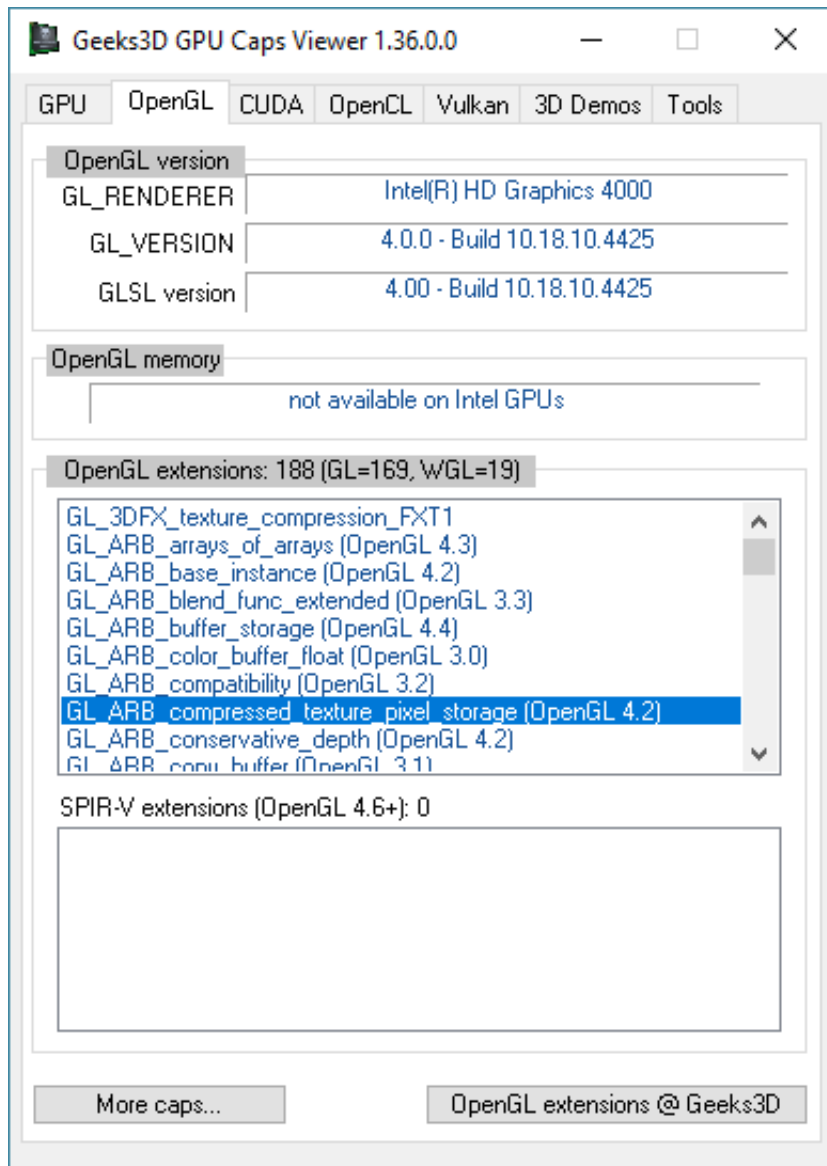 Geeks3D GPU Caps Viewer 1.36.0.0
GPU OpenGL CUDA OpenCL Vulkan 3D Demos Tools
OpenGL version
GL_RENDERER Intel(R) HD Graphics 4000
GL_VERSION 4.0.0 - Build 10.18.10.4425
GLSL version 4.00 - Build 10.18.10.4425
OpenGL memory
not available on Intel GPUs
OpenGL extensions: 188 (GL=169, WGL=19)
GL_3DFX_texture_compression_FXT1
GL_ARB_arrays_of_arrays (OpenGL 4.3)
GL_ARB_base_instance (OpenGL 4.2)
GL_ARB_blend_func_extended (OpenGL 3.3)
GL_ARB_buffer_storage (OpenGL 4.4)
GL_ARB_color_buffer_float (OpenGL 3.0)
GL_ARB_compatibility (OpenGL 3.2)
GL_ARB_compressed_texture_pixel_storage (OpenGL 4.2)
GL_ARB_conservative_depth (OpenGL 4.2)
GL_ARB_copy_buffer (OpenGL 3.1)
SPIR-V extensions (OpenGL 4.6+): 0
More caps... OpenGL extensions @ Geeks3D